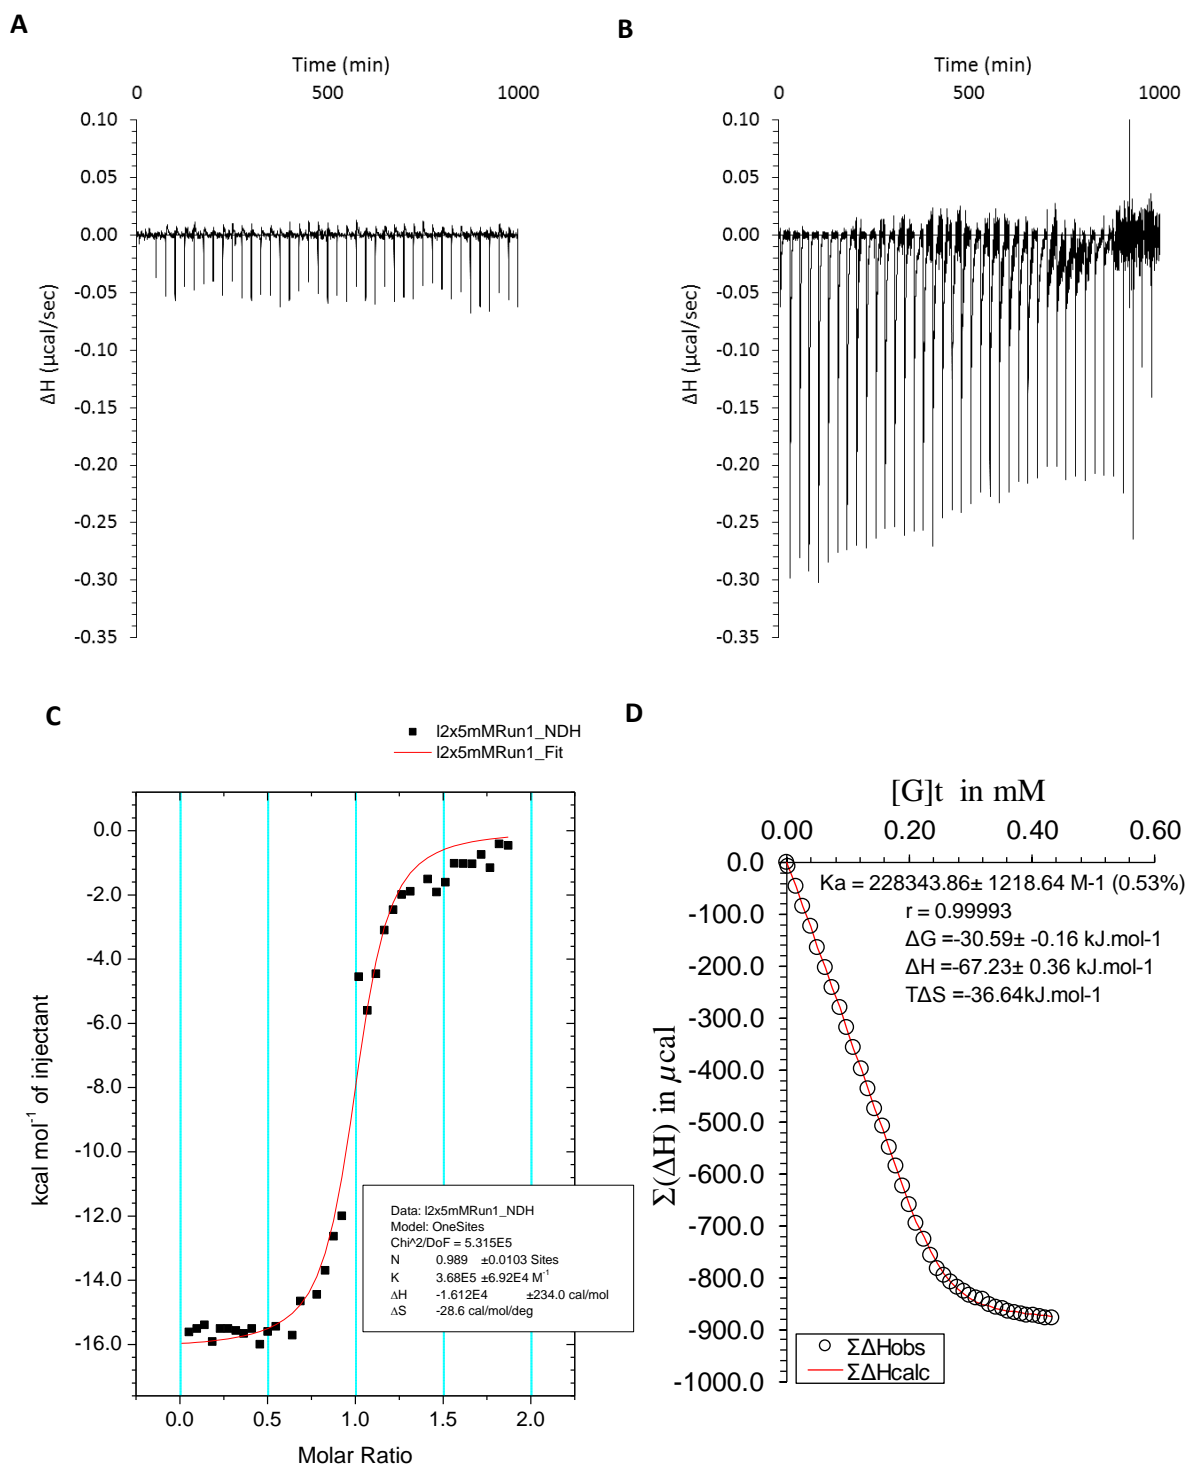 A
Time (min)
0 500 1000
0.10
0.05
0.00
-0.05
-0.10
-0.15
-0.20
-0.25
-0.30
-0.35
ΔH (µcal/sec)
B
Time (min)
0 500 1000
0.10
0.05
0.00
-0.05
-0.10
-0.15
-0.20
-0.25
-0.30
-0.35
ΔH (µcal/sec)
C
l2x5mMRun1_NDH
l2x5mMRun1_Fit
0.0
-2.0
-4.0
-6.0
-8.0
-10.0
-12.0
-14.0
-16.0
kcal mol⁻¹ of injectant
Data: l2x5mMRun1_NDH
Model: OneSites
Chi^2/DoF = 5.315E5
N 0.989 ±0.0103 Sites
K 3.68E5 ±6.92E4 M⁻¹
ΔH -1.612E4 ±234.0 cal/mol
ΔS -28.6 cal/mol/deg
0.0 0.5 1.0 1.5 2.0
Molar Ratio
D
[G]t in mM
0.00 0.20 0.40 0.60
0.0
-100.0
-200.0
-300.0
-400.0
-500.0
-600.0
-700.0
-800.0
-900.0
-1000.0
Σ(ΔH) in µcal
Ka = 228343.86± 1218.64 M-1 (0.53%)
r = 0.99993
ΔG =-30.59± -0.16 kJ.mol-1
ΔH =-67.23± 0.36 kJ.mol-1
TΔS =-36.64kJ.mol-1
ΣΔHobs
ΣΔHcalc